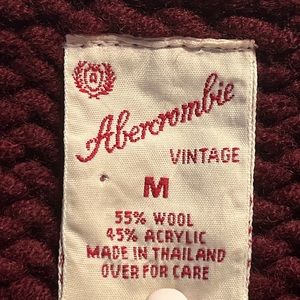 Abercrombie
VINTAGE
M
55% WOOL
45% ACRYLIC
MADE IN THAILAND
OVER FOR CARE